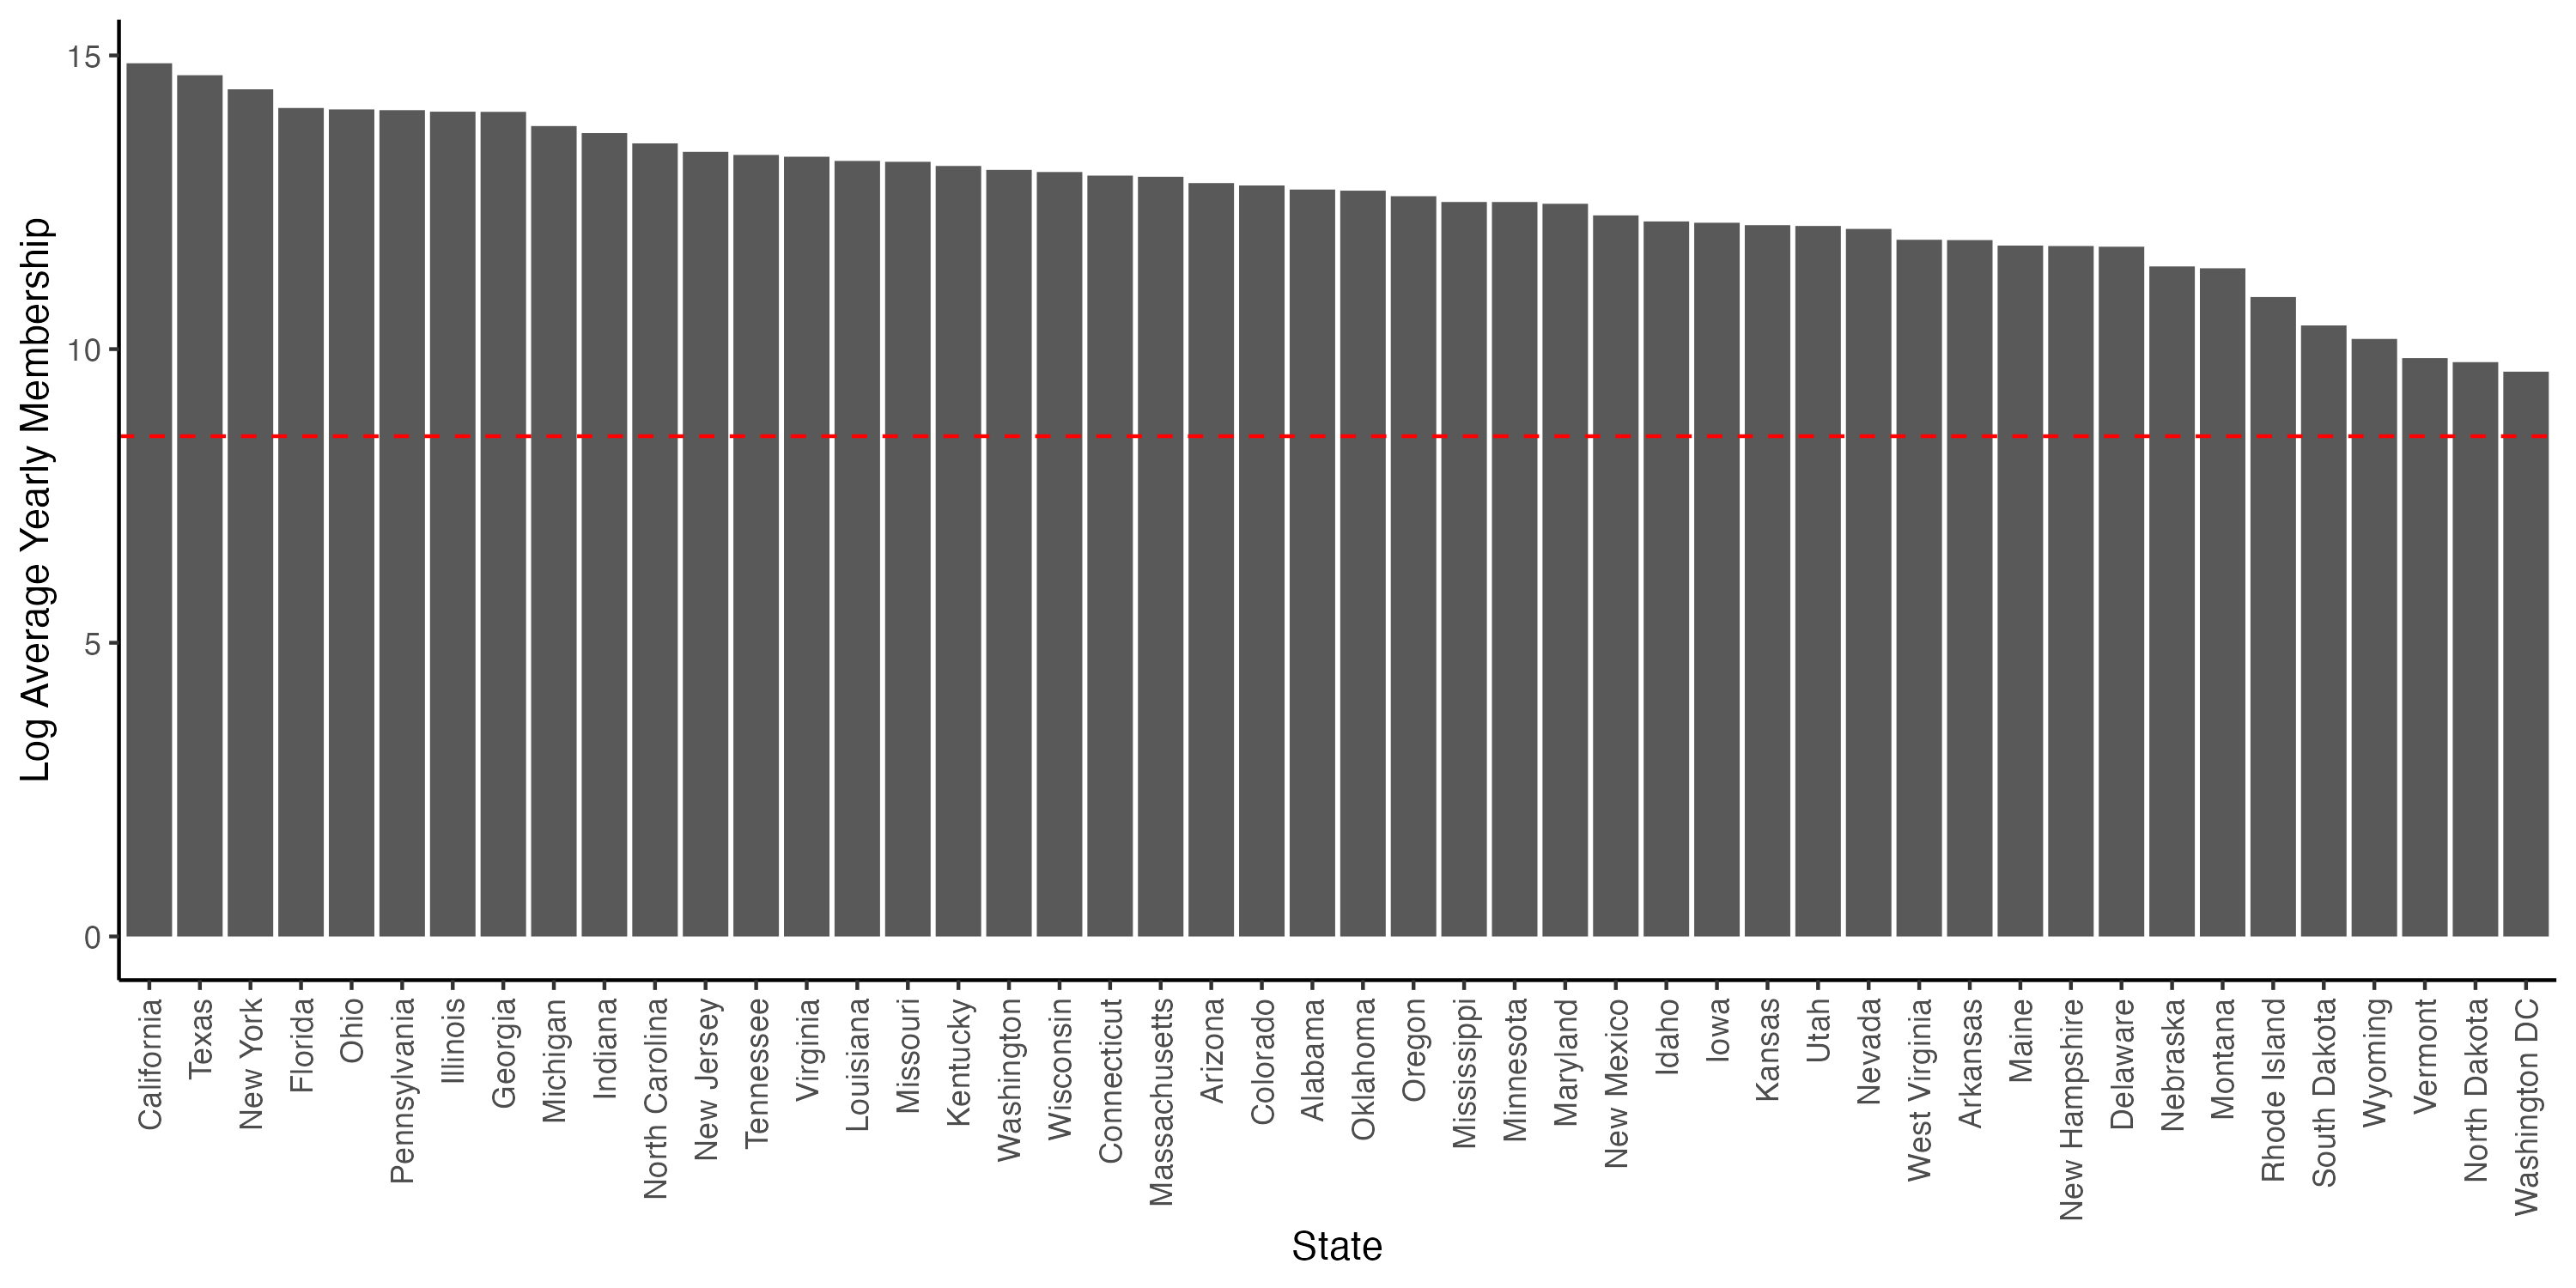 Log Average Yearly Membership
15
10
5
0
California
Texas
New York
Florida
Ohio
Pennsylvania
Illinois
Georgia
Michigan
Indiana
North Carolina
New Jersey
Tennessee
Virginia
Louisiana
Missouri
Kentucky
Washington
Wisconsin
Connecticut
Massachusetts
Arizona
Colorado
Alabama
Oklahoma
Oregon
Mississippi
Minnesota
Maryland
New Mexico
Idaho
Iowa
Kansas
Utah
Nevada
West Virginia
Arkansas
Maine
New Hampshire
Delaware
Nebraska
Montana
Rhode Island
South Dakota
Wyoming
Vermont
North Dakota
Washington DC
State